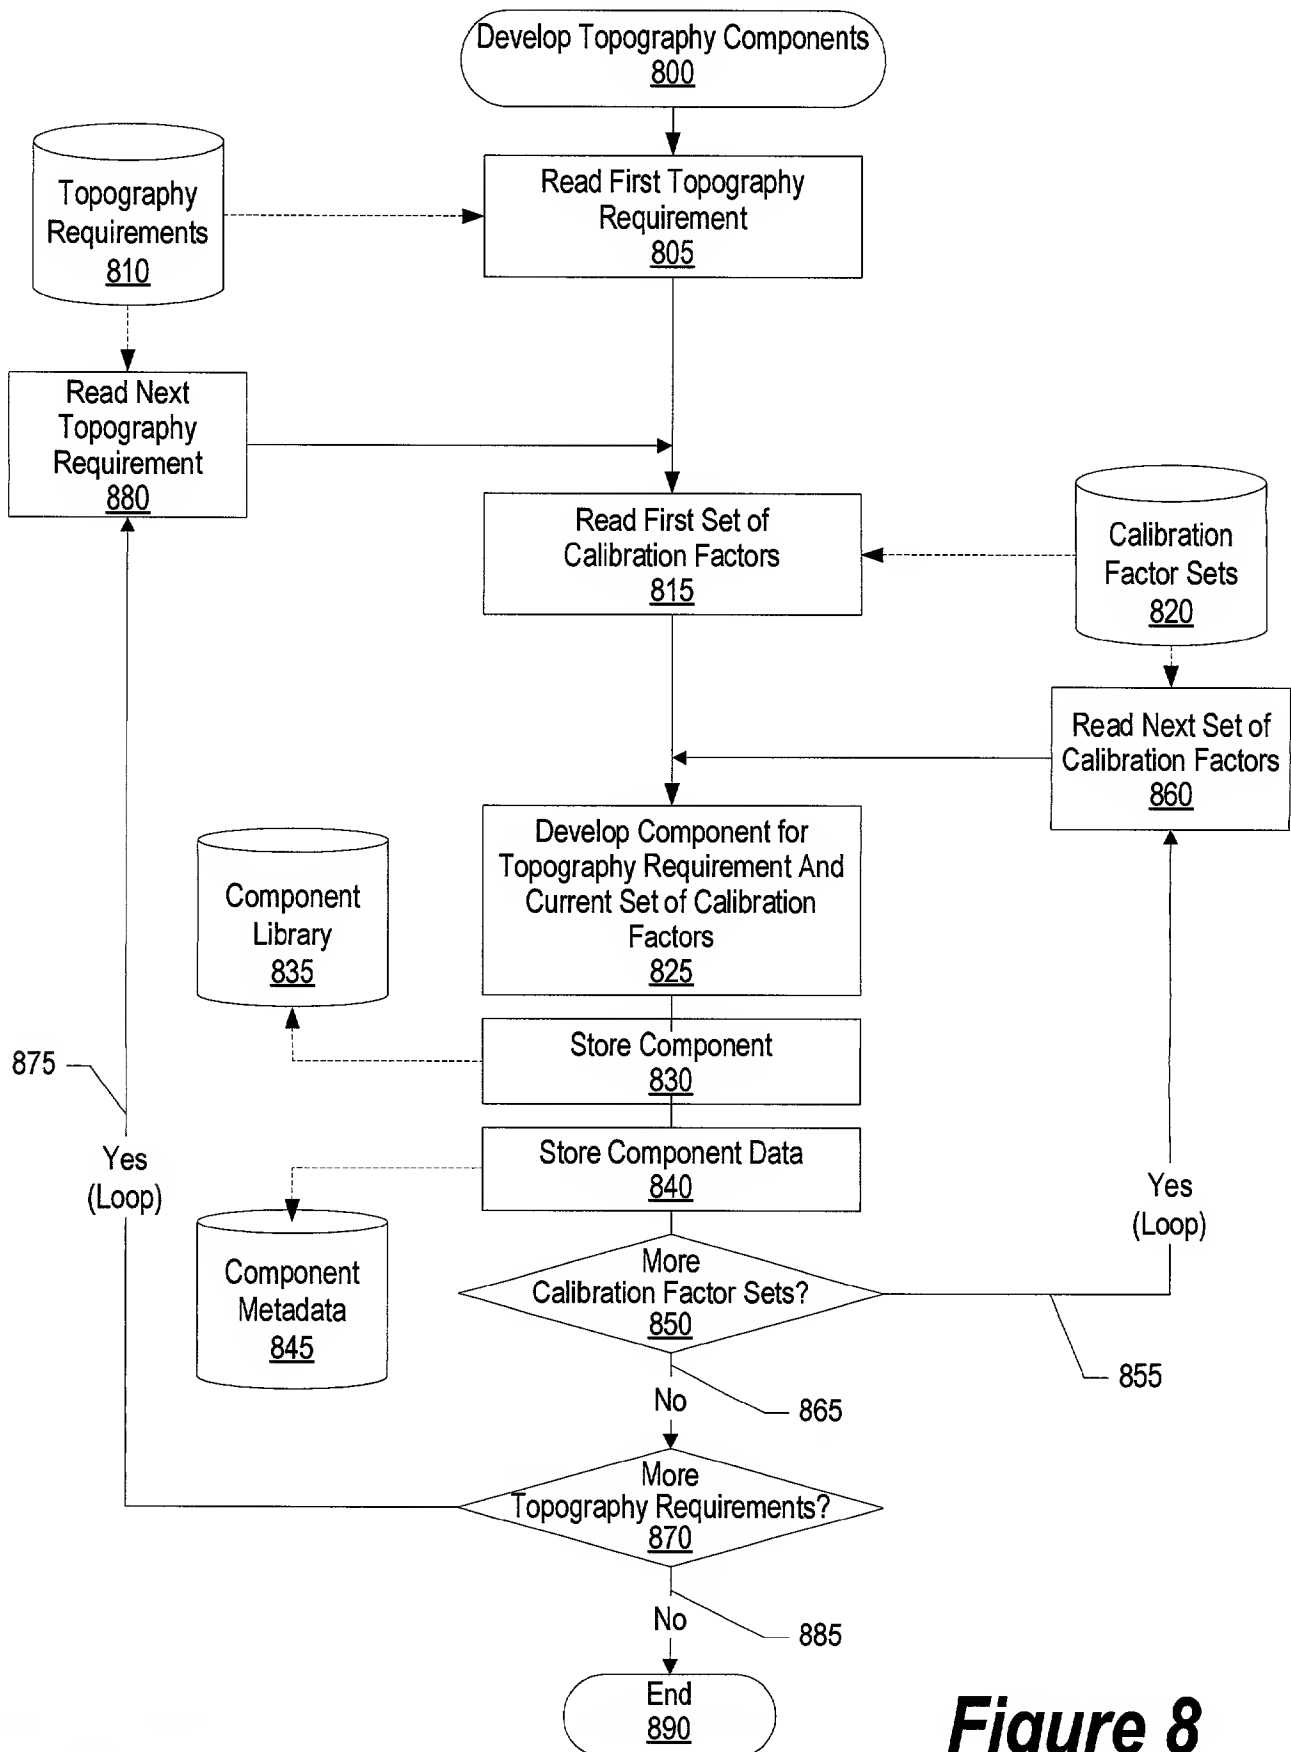 Develop Topography Components
800
Topography
Requirements
810
Read First Topography
Requirement
805
Read Next
Topography
Requirement
880
Read First Set of
Calibration Factors
815
Calibration
Factor Sets
820
Read Next Set of
Calibration Factors
860
Develop Component for
Topography Requirement And
Current Set of Calibration
Factors
825
Component
Library
835
Store Component
830
875
Store Component Data
840
Yes
(Loop)
Yes
(Loop)
Component
Metadata
845
More
Calibration Factor Sets?
850
855
No
865
More
Topography Requirements?
870
No
885
End
890
Figure 8